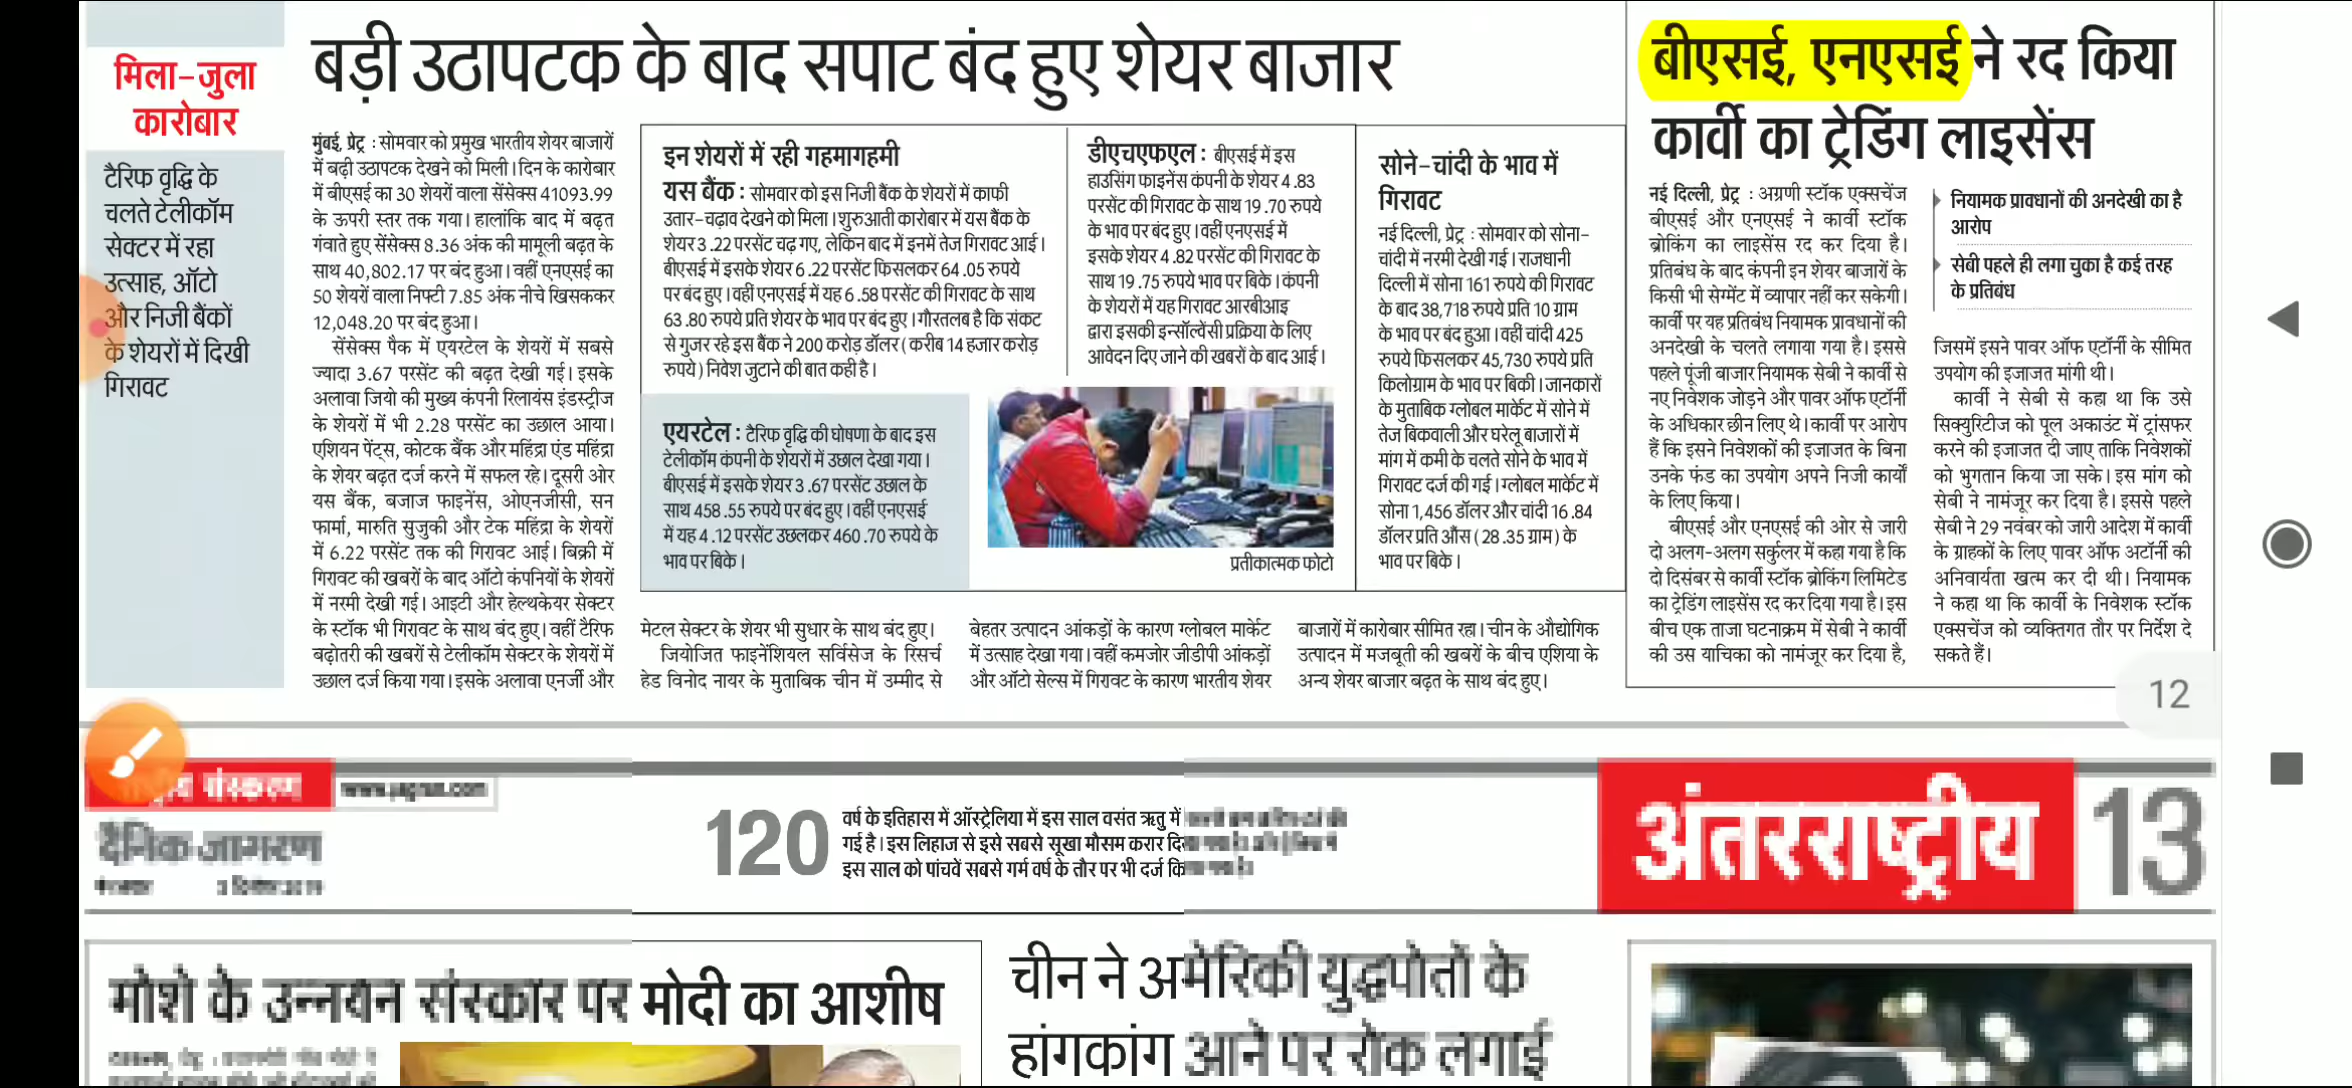 मिला-जुला
कारोबार
टैरिफ वृद्धि के
चलते टेलीकॉम
सेक्टर में रहा
उत्साह, ऑटो
और निजी बैंकों
के शेयरों में दिखी
गिरावट
बड़ी उठापटक के बाद सपाट बंद हुए शेयर बाजार
मुंबई, प्रेट्र : सोमवार को प्रमुख भारतीय शेयर बाजारों
में बढ़ी उठापटक देखने को मिली। दिन के कारोबार
में बीएसई का 30 शेयरों वाला सेंसेक्स 41093.99
के ऊपरी स्तर तक गया। हालांकि बाद में बढ़त
गंवाते हुए सेंसेक्स 8.36 अंक की मामूली बढ़त के
साथ 40,802.17 पर बंद हुआ। वहीं एनएसई का
50 शेयरों वाला निफ्टी 7.85 अंक नीचे खिसककर
12,048.20 पर बंद हुआ।
सेंसेक्स पैक में एयरटेल के शेयरों में सबसे
ज्यादा 3.67 परसेंट की बढ़त देखी गई। इसके
अलावा जियो की मुख्य कंपनी रिलायंस इंडस्ट्रीज
के शेयरों में भी 2.28 परसेंट का उछाल आया।
एशियन पेंट्स, कोटक बैंक और महिंद्रा एंड महिंद्रा
के शेयर बढ़त दर्ज करने में सफल रहे। दूसरी ओर
यस बैंक, बजाज फाइनेंस, ओएनजीसी, सन
फार्मा, मारुति सुजुकी और टेक महिंद्रा के शेयरों
में 6.22 परसेंट तक की गिरावट आई। बिक्री में
गिरावट की खबरों के बाद ऑटो कंपनियों के शेयरों
में नरमी देखी गई। आइटी और हेल्थकेयर सेक्टर
के स्टॉक भी गिरावट के साथ बंद हुए। वहीं टैरिफ
बढ़ोतरी की खबरों से टेलीकॉम सेक्टर के शेयरों में
उछाल दर्ज किया गया। इसके अलावा एनर्जी और
इन शेयरों में रही गहमागहमी
यस बैंक : सोमवार को इस निजी बैंक के शेयरों में काफी
उतार-चढ़ाव देखने को मिला। शुरुआती कारोबार में यस बैंक के
शेयर 3.22 परसेंट चढ़ गए, लेकिन बाद में इनमें तेज गिरावट आई।
बीएसई में इसके शेयर 6.22 परसेंट फिसलकर 64.05 रुपये
पर बंद हुए। वहीं एनएसई में यह 6.58 परसेंट की गिरावट के साथ
63.80 रुपये प्रति शेयर के भाव पर बंद हुए। गौरतलब है कि संकट
से गुजर रहे इस बैंक ने 200 करोड़ डॉलर (करीब 14 हजार करोड़
रुपये) निवेश जुटाने की बात कही है।
एयरटेल : टैरिफ वृद्धि की घोषणा के बाद इस
टेलीकॉम कंपनी के शेयरों में उछाल देखा गया।
बीएसई में इसके शेयर 3.67 परसेंट उछाल के
साथ 458.55 रुपये पर बंद हुए। वहीं एनएसई
में यह 4.12 परसेंट उछलकर 460.70 रुपये के
भाव पर बिके।
डीएचएफएल : बीएसई में इस
हाउसिंग फाइनेंस कंपनी के शेयर 4.83
परसेंट की गिरावट के साथ 19.70 रुपये
के भाव पर बंद हुए। वहीं एनएसई में
इसके शेयर 4.82 परसेंट की गिरावट के
साथ 19.75 रुपये भाव पर बिके। कंपनी
के शेयरों में यह गिरावट आरबीआइ
द्वारा इसकी इन्सॉल्वेंसी प्रक्रिया के लिए
आवेदन दिए जाने की खबरों के बाद आई।
प्रतीकात्मक फोटो
सोने-चांदी के भाव में
गिरावट
नई दिल्ली, प्रेट्र : सोमवार को सोना-
चांदी में नरमी देखी गई। राजधानी
दिल्ली में सोना 161 रुपये की गिरावट
के बाद 38,718 रुपये प्रति 10 ग्राम
के भाव पर बंद हुआ। वहीं चांदी 425
रुपये फिसलकर 45,730 रुपये प्रति
किलोग्राम के भाव पर बिकी। जानकारों
के मुताबिक ग्लोबल मार्केट में सोने में
तेज बिकवाली और घरेलू बाजारों में
मांग में कमी के चलते सोने के भाव में
गिरावट दर्ज की गई। ग्लोबल मार्केट में
सोना 1,456 डॉलर और चांदी 16.84
डॉलर प्रति औंस (28.35 ग्राम) के
भाव पर बिके।
मेटल सेक्टर के शेयर भी सुधार के साथ बंद हुए।
जियोजित फाइनेंशियल सर्विसेज के रिसर्च
हेड विनोद नायर के मुताबिक चीन में उम्मीद से
बेहतर उत्पादन आंकड़ों के कारण ग्लोबल मार्केट
में उत्साह देखा गया। वहीं कमजोर जीडीपी आंकड़ों
और ऑटो सेल्स में गिरावट के कारण भारतीय शेयर
बाजारों में कारोबार सीमित रहा। चीन के औद्योगिक
उत्पादन में मजबूती की खबरों के बीच एशिया के
अन्य शेयर बाजार बढ़त के साथ बंद हुए।
बीएसई, एनएसई ने रद किया
कार्वी का ट्रेडिंग लाइसेंस
नई दिल्ली, प्रेट्र : अग्रणी स्टॉक एक्सचेंज
बीएसई और एनएसई ने कार्वी स्टॉक
ब्रोकिंग का लाइसेंस रद कर दिया है।
प्रतिबंध के बाद कंपनी इन शेयर बाजारों के
किसी भी सेग्मेंट में व्यापार नहीं कर सकेगी।
कार्वी पर यह प्रतिबंध नियामक प्रावधानों की
अनदेखी के चलते लगाया गया है। इससे
पहले पूंजी बाजार नियामक सेबी ने कार्वी से
नए निवेशक जोड़ने और पावर ऑफ एटॉर्नी
के अधिकार छीन लिए थे। कार्वी पर आरोप
हैं कि इसने निवेशकों की इजाजत के बिना
उनके फंड का उपयोग अपने निजी कार्यों
के लिए किया।
बीएसई और एनएसई की ओर से जारी
दो अलग-अलग सर्कुलर में कहा गया है कि
दो दिसंबर से कार्वी स्टॉक ब्रोकिंग लिमिटेड
का ट्रेडिंग लाइसेंस रद कर दिया गया है। इस
बीच एक ताजा घटनाक्रम में सेबी ने कार्वी
की उस याचिका को नामंजूर कर दिया है,
नियामक प्रावधानों की अनदेखी का है
आरोप
सेबी पहले ही लगा चुका है कई तरह
के प्रतिबंध
जिसमें इसने पावर ऑफ एटॉर्नी के सीमित
उपयोग की इजाजत मांगी थी।
कार्वी ने सेबी से कहा था कि उसे
सिक्युरिटीज को पूल अकाउंट में ट्रांसफर
करने की इजाजत दी जाए ताकि निवेशकों
को भुगतान किया जा सके। इस मांग को
सेबी ने नामंजूर कर दिया है। इससे पहले
सेबी ने 29 नवंबर को जारी आदेश में कार्वी
के ग्राहकों के लिए पावर ऑफ अटॉर्नी की
अनिवार्यता खत्म कर दी थी। नियामक
ने कहा था कि कार्वी के निवेशक स्टॉक
एक्सचेंज को व्यक्तिगत तौर पर निर्देश दे
सकते हैं।
12
संस्करण
www.jagran.com
दैनिक जागरण
120
वर्ष के इतिहास में ऑस्ट्रेलिया में इस साल वसंत ऋतु में
गई है। इस लिहाज से इसे सबसे सूखा मौसम करार
इस साल को पांचवें सबसे गर्म वर्ष के तौर पर भी दर्ज
अंतरराष्ट्रीय
13
मोशे के उन्नयन संस्कार पर मोदी का आशीष
चीन ने अमेरिकी युद्धपोतों के
हांगकांग आने पर रोक लगाई